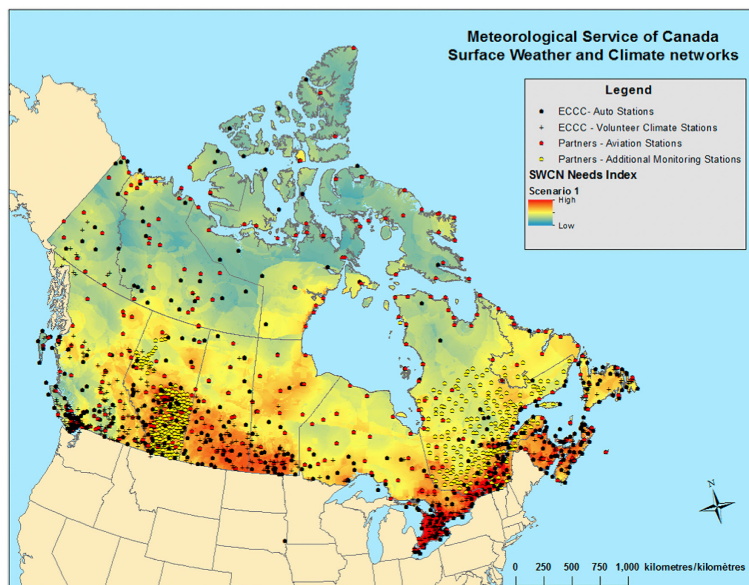 Meteorological Service of Canada
Surface Weather and Climate networks
Legend
ECCC- Auto Stations
ECCC - Volunteer Climate Stations
Partners - Aviation Stations
Partners - Additional Monitoring Stations
SWCN Needs Index
Scenario 1
High
Low
N
0 250 500 750 1,000 kilometres/kilomètres